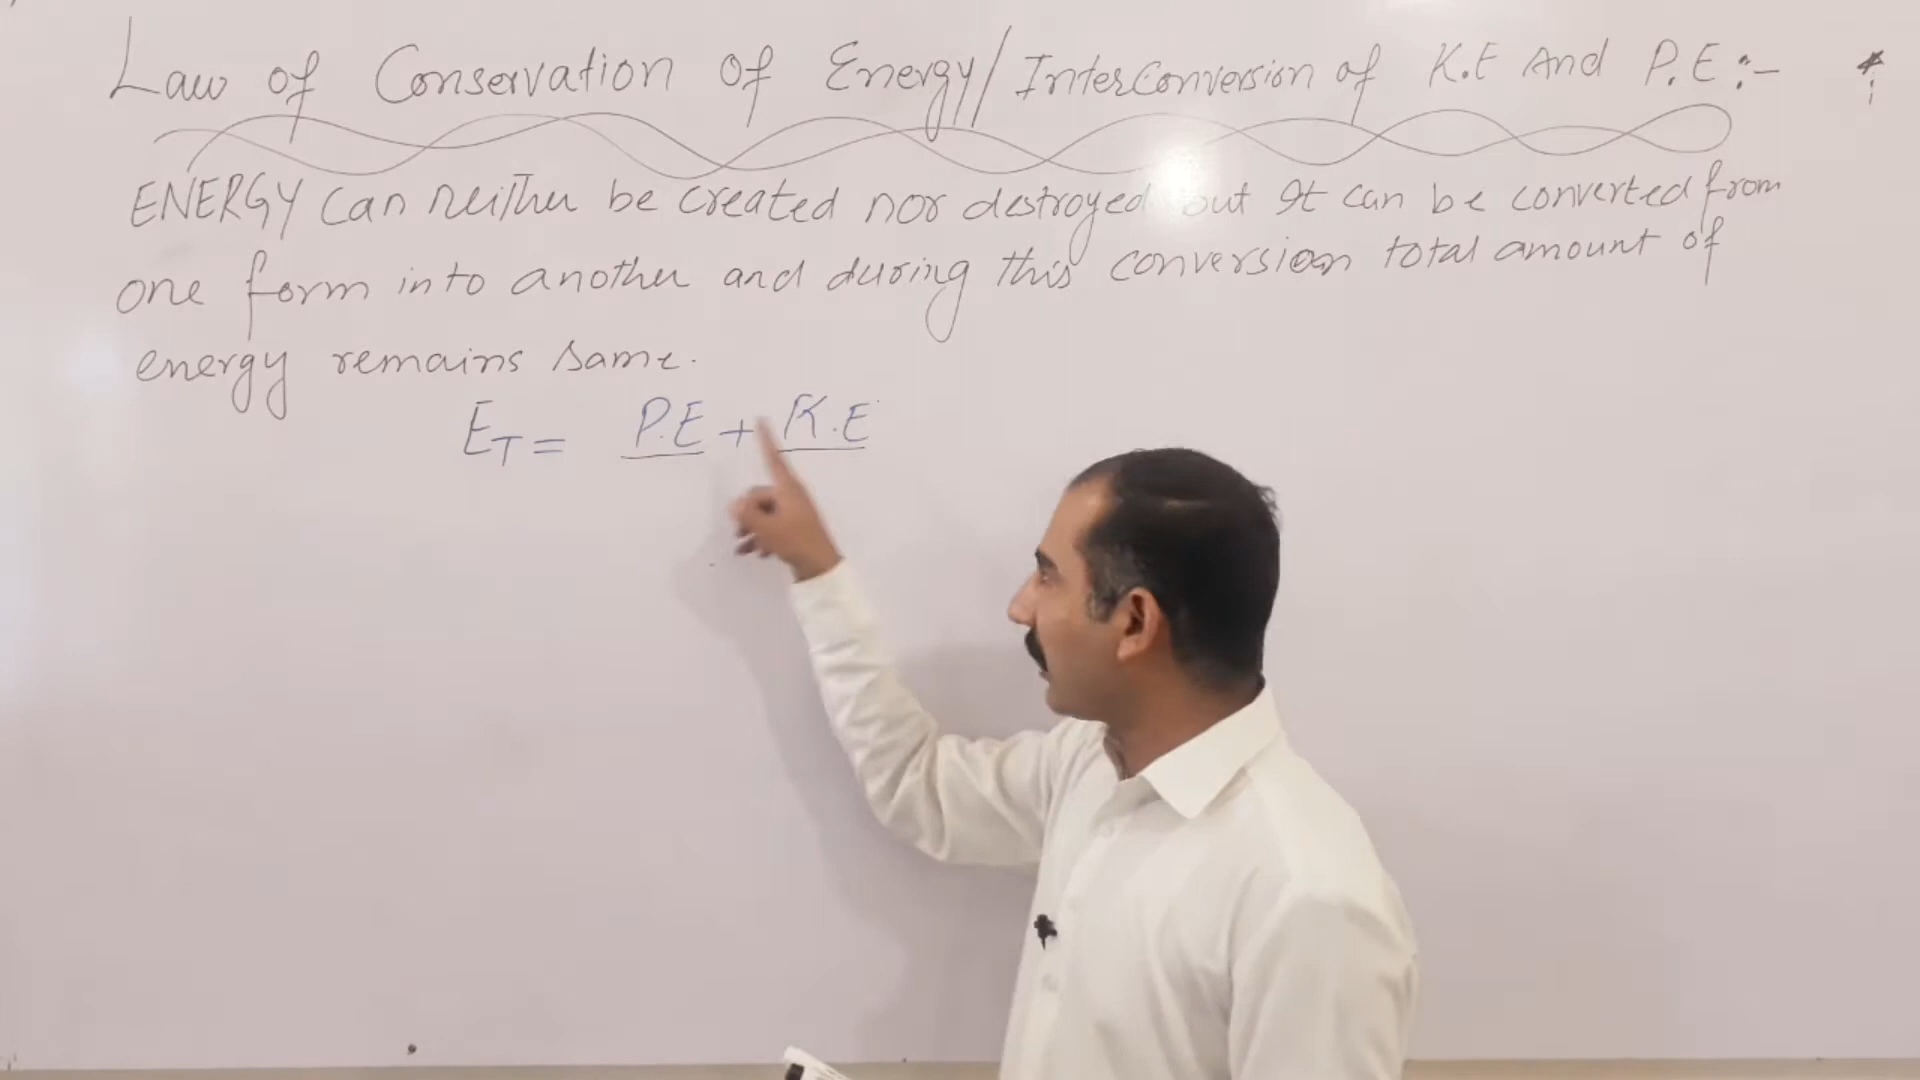 Law of Conservation Of Energy/InterConversion of K.E And P.E:-
ENERGY can neither be created nor destroyed but It can be converted from
one form into another and during this conversion total amount of
energy remains same.
E_T = P.E + K.E